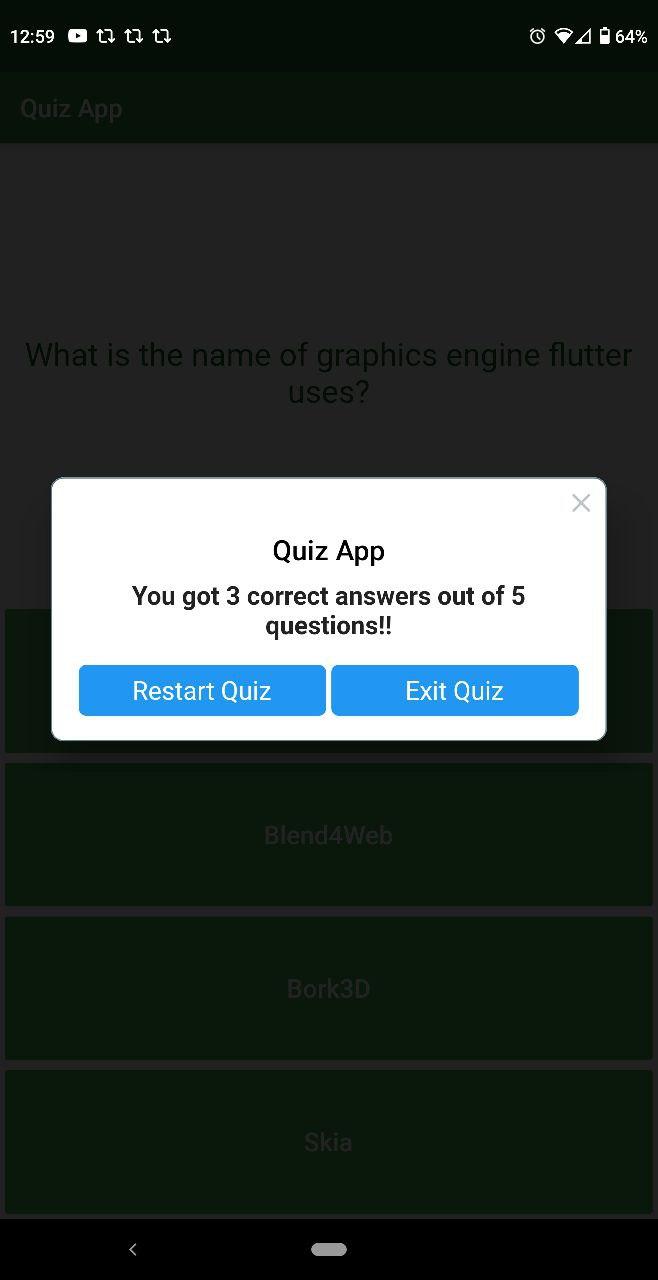 12:59
64%
Quiz App
What is the name of graphics engine flutter
uses?
Quiz App
You got 3 correct answers out of 5
questions!!
Restart Quiz
Exit Quiz
Blend4Web
Bork3D
Skia